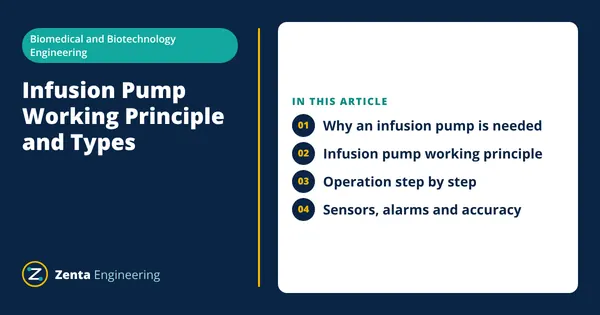 Biomedical and Biotechnology
Engineering
Infusion Pump
Working Principle
and Types
Zenta Engineering
IN THIS ARTICLE
01 Why an infusion pump is needed
02 Infusion pump working principle
03 Operation step by step
04 Sensors, alarms and accuracy